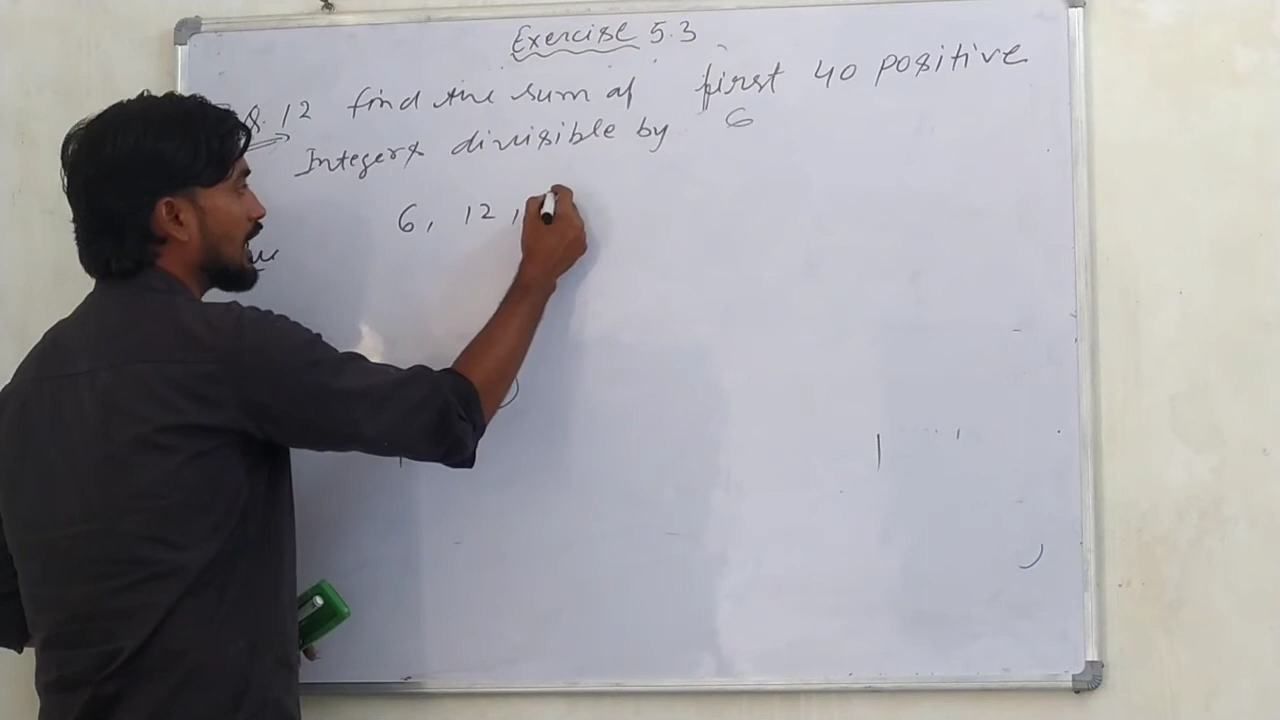 Exercise 5.3
Q. 12 find the sum of first 40 positive
Integers divisible by 6
6, 12,